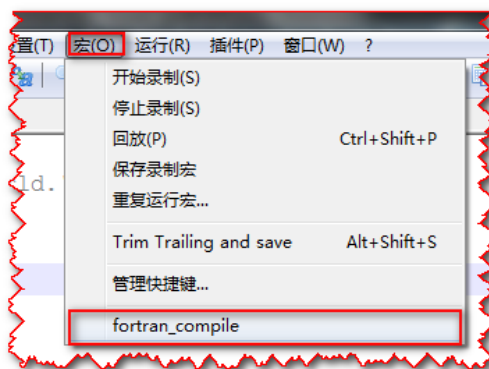 置(T) 宏(O) 运行(R) 插件(P) 窗口(W) ?
开始录制(S)
停止录制(S)
回放(P) Ctrl+Shift+P
保存录制宏
重复运行宏...
ld.
Trim Trailing and save Alt+Shift+S
管理快捷键...
fortran_compile